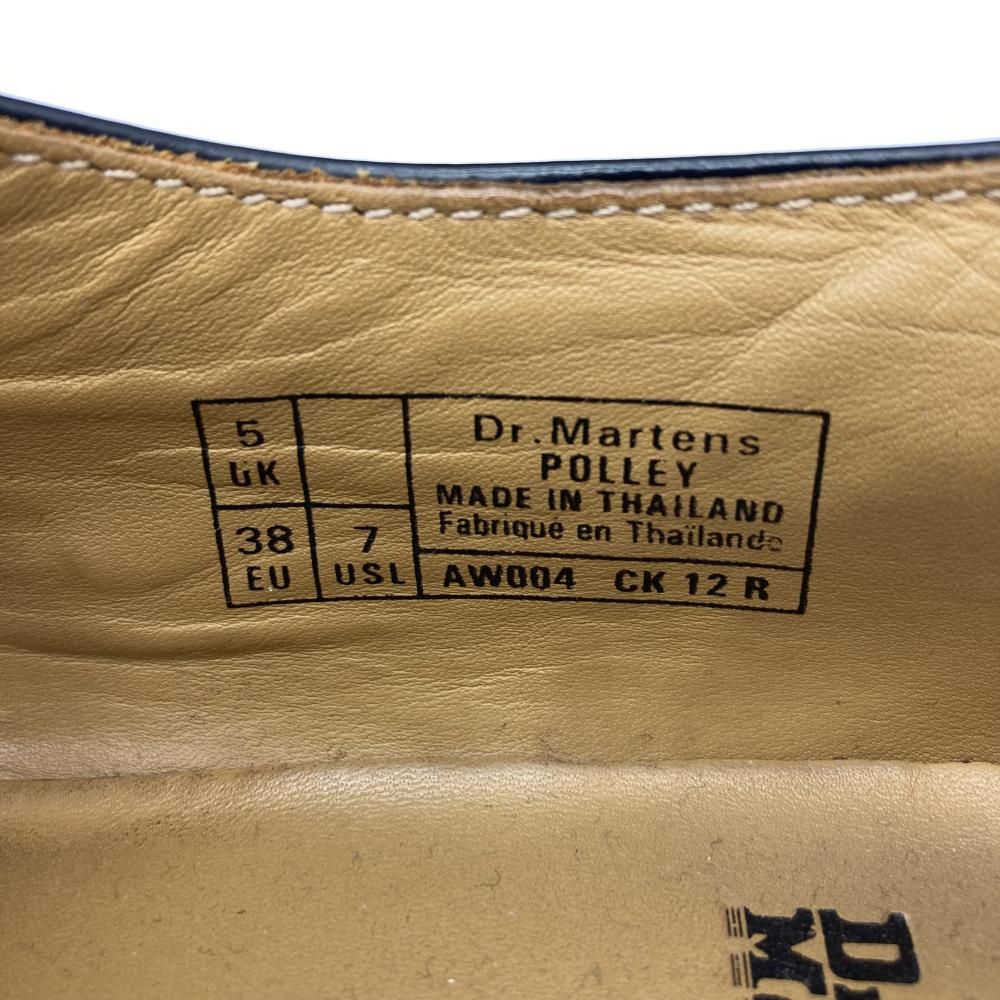 5
UK
38
EU
7
USL
Dr.Martens
POLLEY
MADE IN THAILAND
Fabriqué en Thaïlande
AW004 CK 12 R